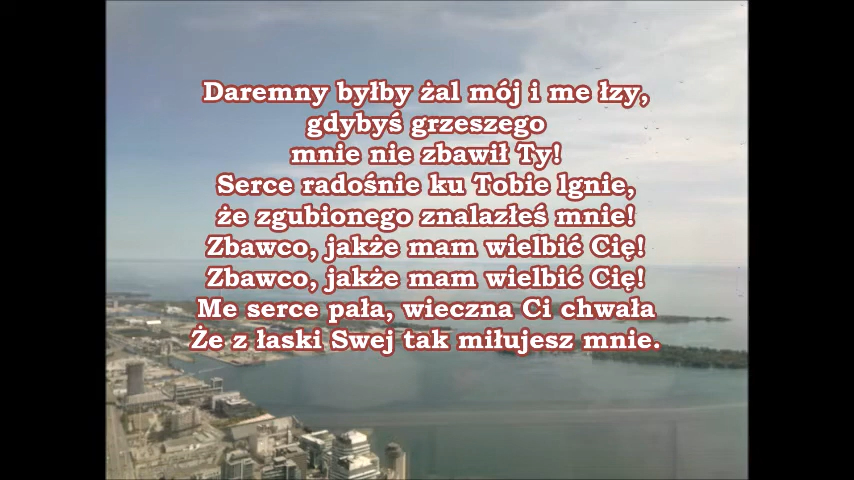 Daremny byłby żal mój i me łzy,
gdybyś grzeszego
mnie nie zbawił Ty!
Serce radośnie ku Tobie lgnie,
że zgubionego znalazłeś mnie!
Zbawco, jakże mam wielbić Cię!
Zbawco, jakże mam wielbić Cię!
Me serce pała, wieczna Ci chwała
Że z łaski Swej tak miłujesz mnie.